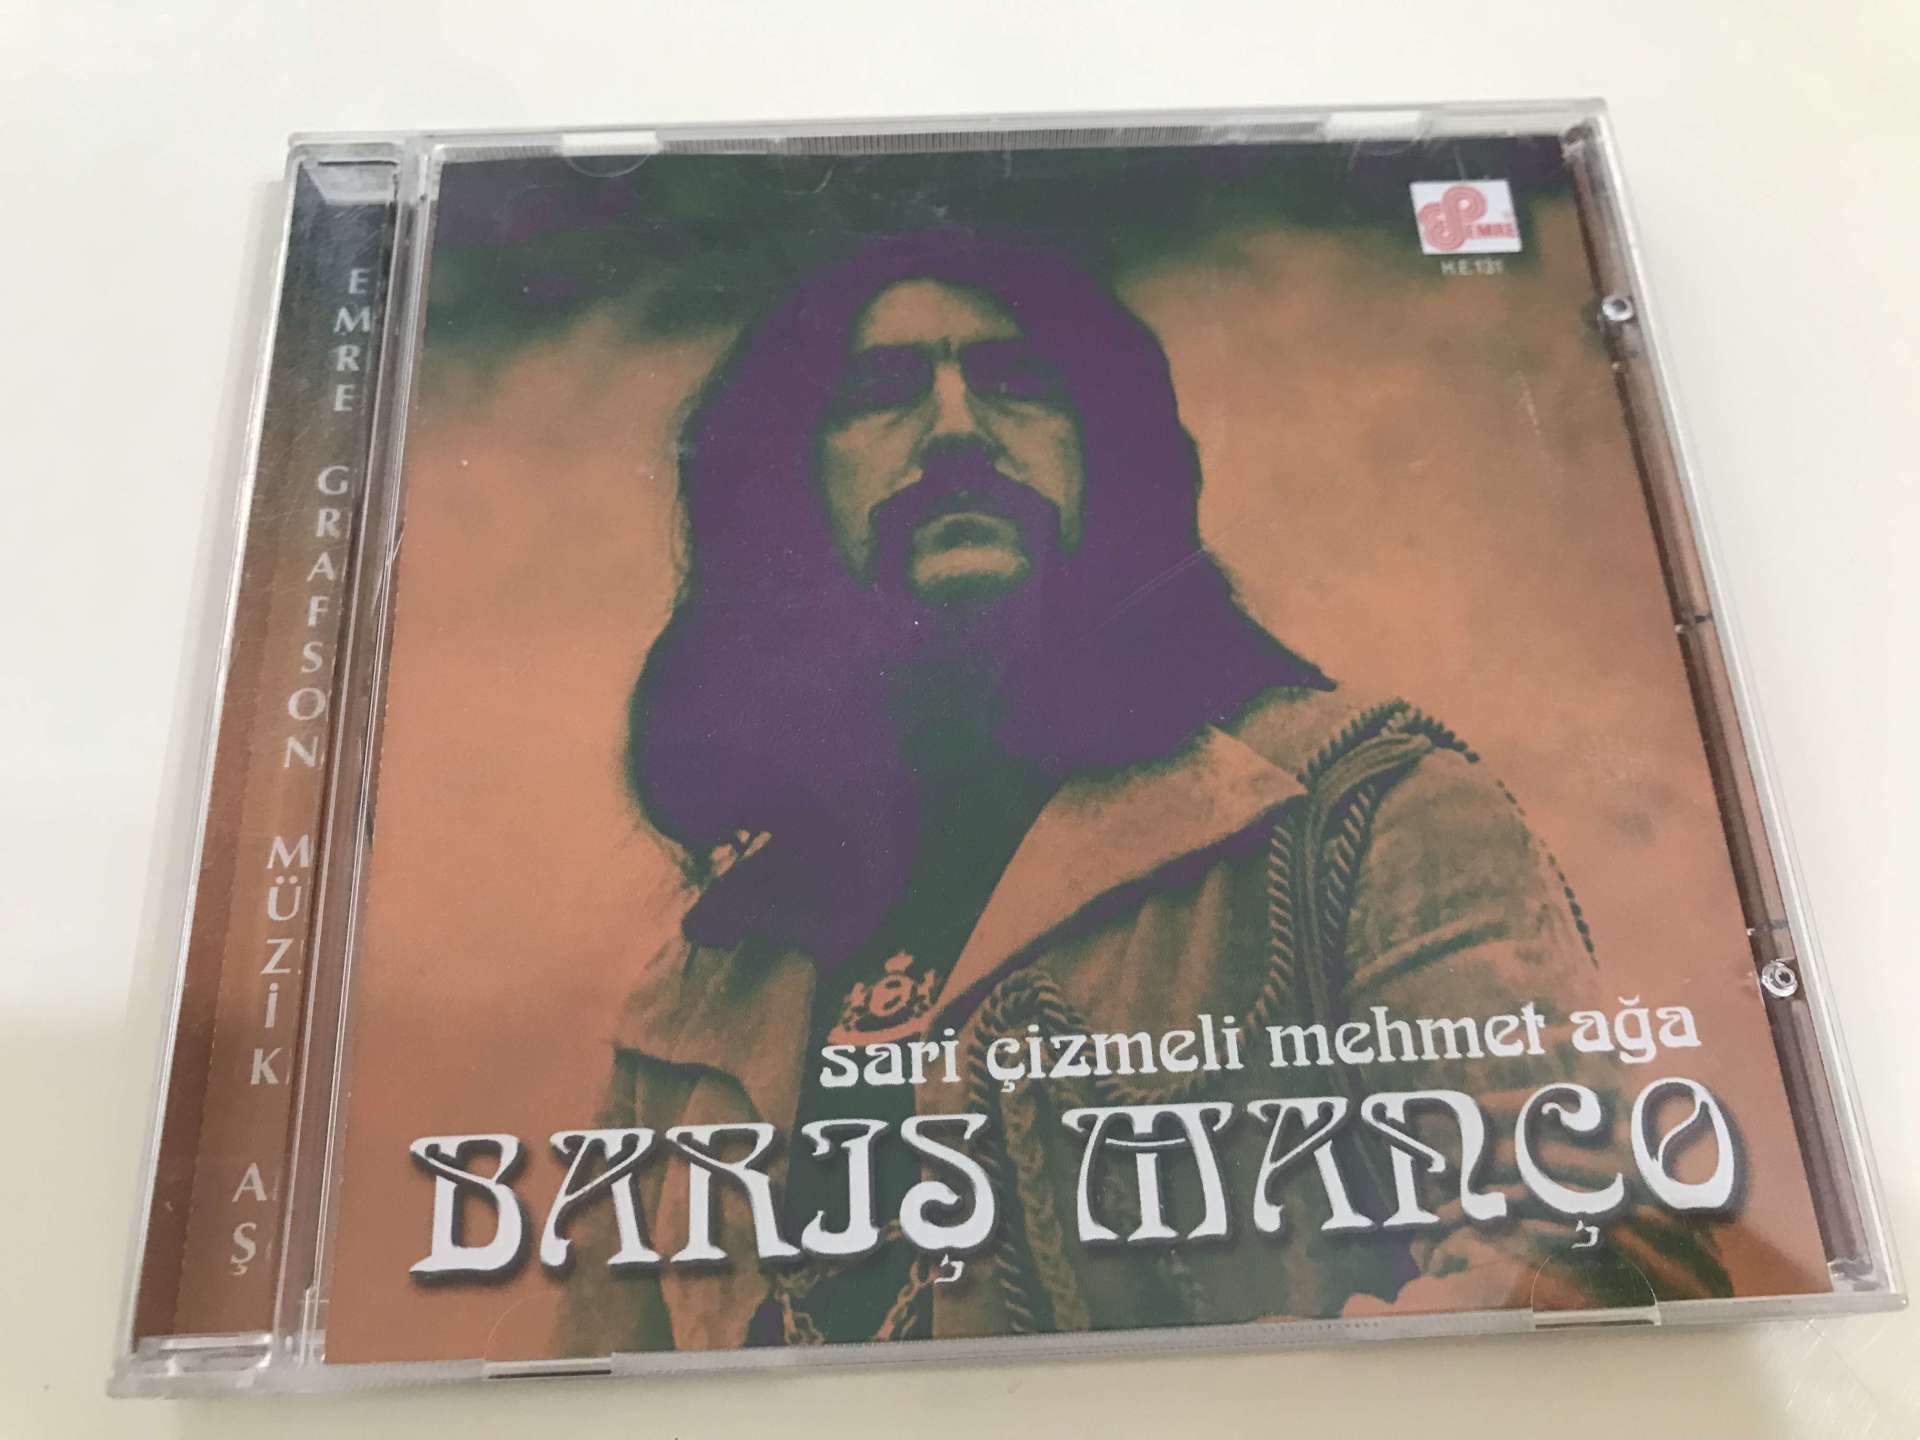 EMRE GRAFSON MÜZİK AŞ
EMRE
H.E.131
sari çizmeli mehmet ağa
BARIŞ MANÇO